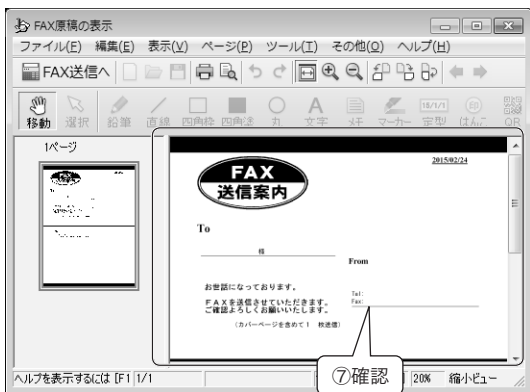 FAX原稿の表示
ファイル(F) 編集(E) 表示(V) ページ(P) ツール(T) その他(O) ヘルプ(H)
FAX送信へ
移動 選択 鉛筆 直線 四角枠 四角塗 丸 文字 メモ マーカー 定型 はんこ QR
1ページ
2015/02/24
FAX
送信案内
To
様
From
お世話になっております。
Tel:
FAXを送信させていただきます。
Fax:
ご確認よろしくお願いいたします。
(カバーページを含めて1 枚送信)
⑦確認
ヘルプを表示するには [F1 1/1 20% 縮小ビュー